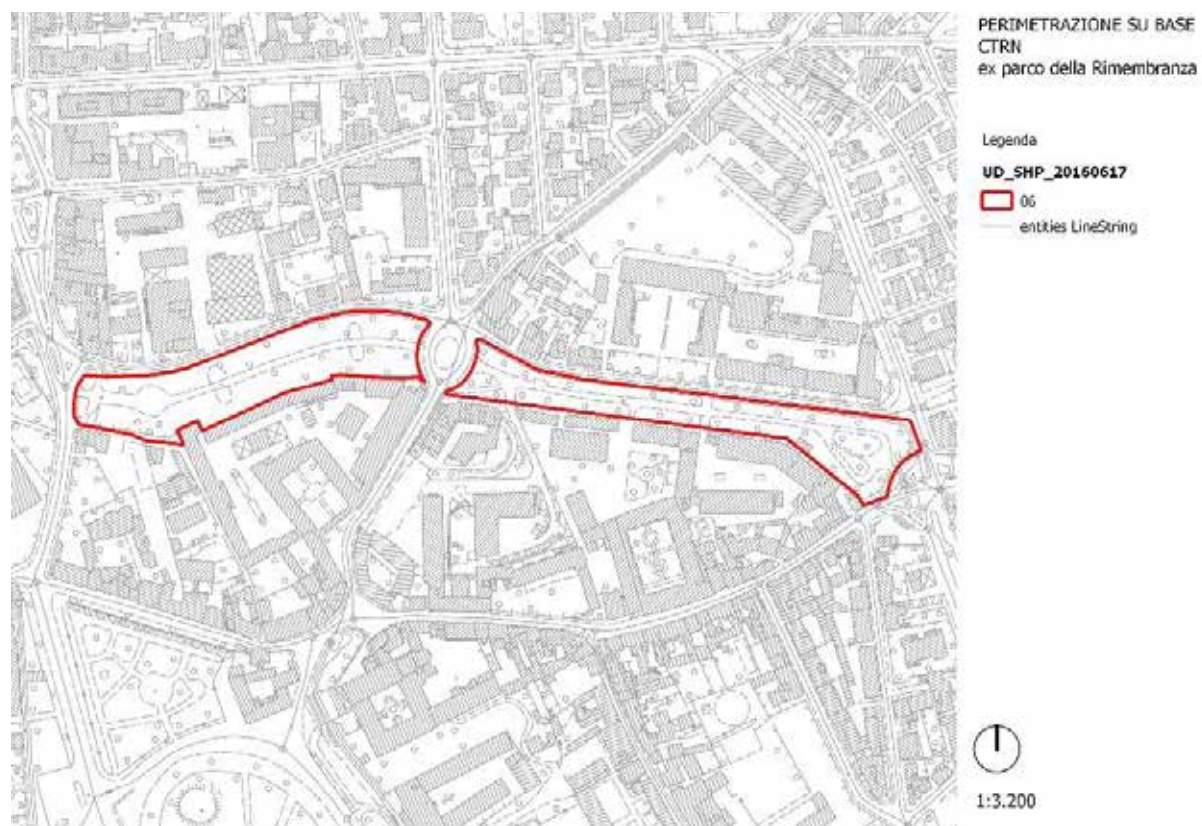 PERIMETRAZIONE SU BASE
CTRN
ex parco della Rimembranza
Legenda
UD_SHP_20160617
06
entities LineString
1:3.200